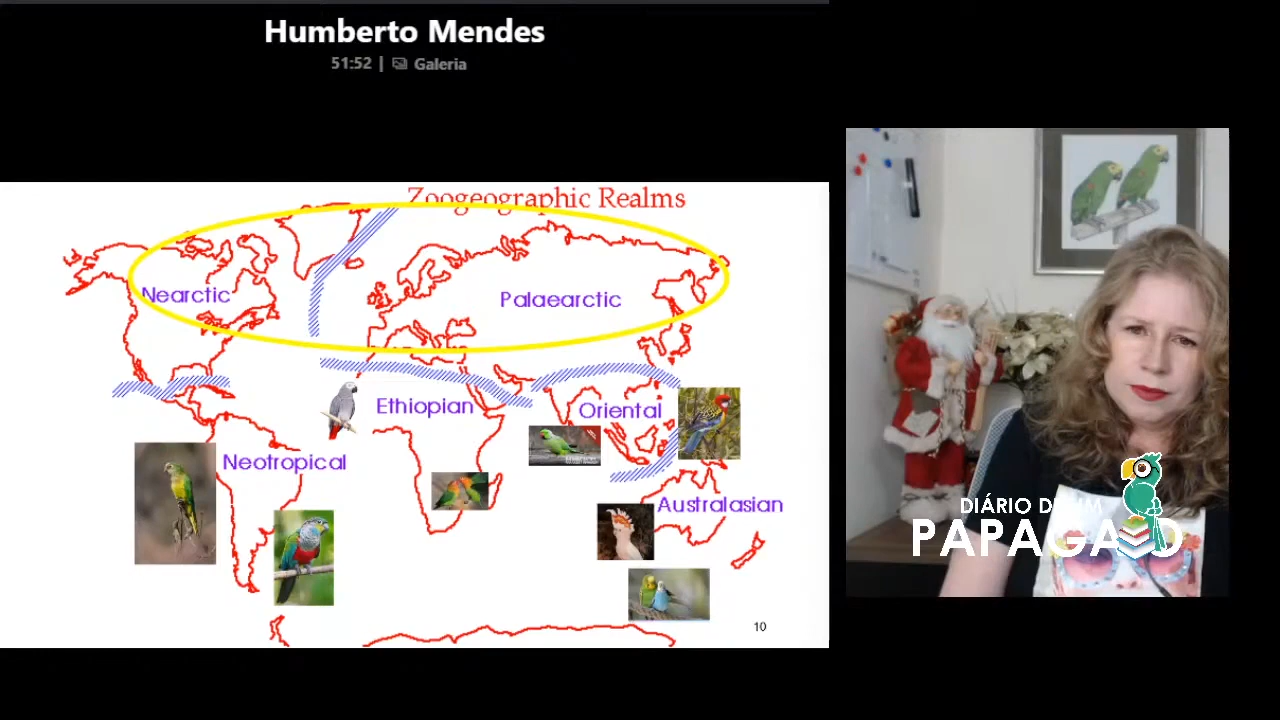 Humberto Mendes
51:52 | Galeria
Zoogeographic Realms
Nearctic
Palaearctic
Ethiopian
Oriental
Neotropical
Australasian
10
DIÁRIO DE UM
PAPAGAIO